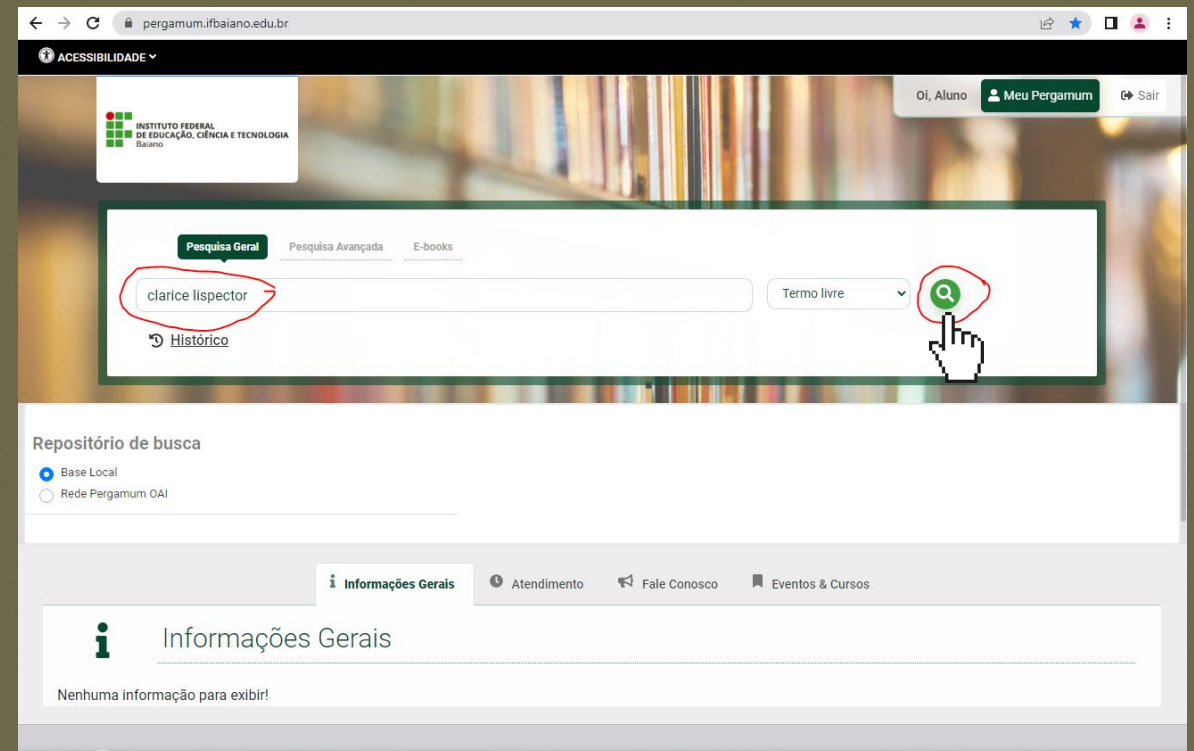 pergamum.ifbaiano.edu.br
ACESSIBILIDADE
Oi, Aluno Meu Pergamum Sair
INSTITUTO FEDERAL
DE EDUCAÇÃO, CIÊNCIA E TECNOLOGIA
Baiano
Pesquisa Geral Pesquisa Avançada E-books
clarice lispector Termo livre
Histórico
Repositório de busca
Base Local
Rede Pergamum OAI
Informações Gerais Atendimento Fale Conosco Eventos & Cursos
Informações Gerais
Nenhuma informação para exibir!